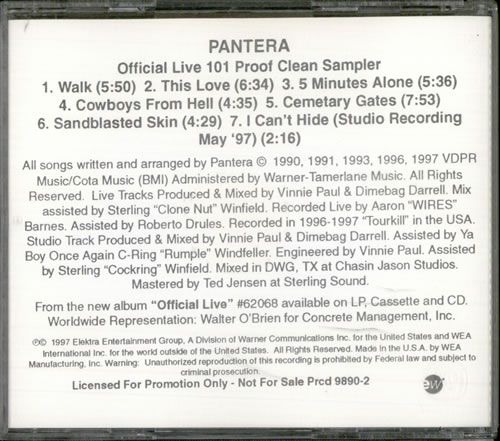 PANTERA
Official Live 101 Proof Clean Sampler
1. Walk (5:50)  2. This Love (6:34)  3. 5 Minutes Alone (5:36)
4. Cowboys From Hell (4:35)  5. Cemetary Gates (7:53)
6. Sandblasted Skin (4:29)  7. I Can't Hide (Studio Recording
May '97) (2:16)
All songs written and arranged by Pantera © 1990, 1991, 1993, 1996, 1997 VDPR
Music/Cota Music (BMI) Administered by Warner-Tamerlane Music. All Rights
Reserved. Live Tracks Produced & Mixed by Vinnie Paul & Dimebag Darrell. Mix
assisted by Sterling "Clone Nut" Winfield. Recorded Live by Aaron "WIRES"
Barnes. Assisted by Roberto Drules. Recorded in 1996-1997 "Tourkill" in the USA.
Studio Track Produced & Mixed by Vinnie Paul & Dimebag Darrell. Assisted by Ya
Boy Once Again C-Ring "Rumple" Windfeller. Engineered by Vinnie Paul. Assisted
by Sterling "Cockring" Winfield. Mixed in DWG, TX at Chasin Jason Studios.
Mastered by Ted Jensen at Sterling Sound.
From the new album "Official Live" #62068 available on LP, Cassette and CD.
Worldwide Representation: Walter O'Brien for Concrete Management, Inc.
℗© 1997 Elektra Entertainment Group, A Division of Warner Communications Inc. for the United States and WEA
International Inc. for the world outside of the United States. All Rights Reserved. Made in the U.S.A. by WEA
Manufacturing, Inc. Warning: Unauthorized reproduction of this recording is prohibited by Federal law and subject to
criminal prosecution.
Licensed For Promotion Only - Not For Sale Prcd 9890-2